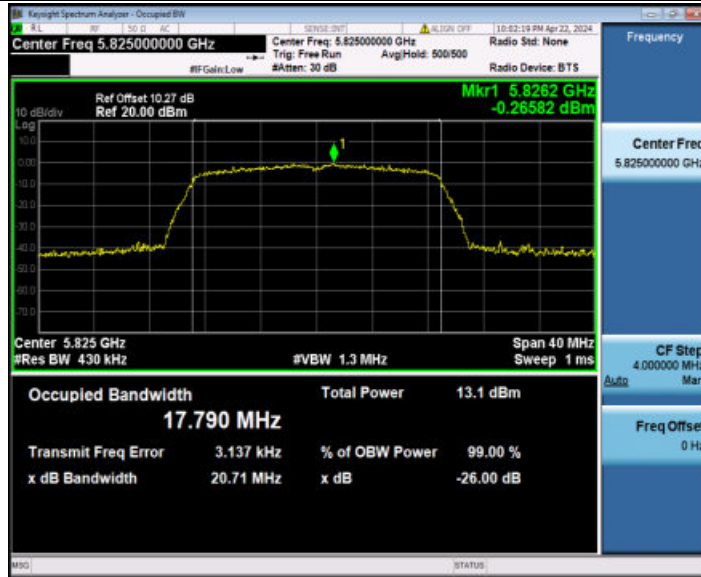 Keysight Spectrum Analyzer - Occupied BW
RL RF 50 Ω AC SENSE:INT ALIGN OFF 10:02:19 PM Apr 22, 2024
Center Freq 5.825000000 GHz
Center Freq: 5.825000000 GHz Radio Std: None
Trig: Free Run Avg|Hold: 500/500
#IFGain:Low #Atten: 30 dB Radio Device: BTS
Frequency
Mkr1 5.8262 GHz
-0.26582 dBm
Ref Offset 10.27 dB
10 dB/div Ref 20.00 dBm
Log
10.0
0.00
-10.0
-20.0
-30.0
-40.0
-50.0
-60.0
-70.0
1
Center Freq
5.825000000 GHz
Center 5.825 GHz Span 40 MHz
#Res BW 430 kHz #VBW 1.3 MHz Sweep 1 ms
CF Step
4.000000 MHz
Auto Man
Occupied Bandwidth Total Power 13.1 dBm
17.790 MHz
Transmit Freq Error 3.137 kHz % of OBW Power 99.00 %
x dB Bandwidth 20.71 MHz x dB -26.00 dB
Freq Offset
0 Hz
MSG STATUS